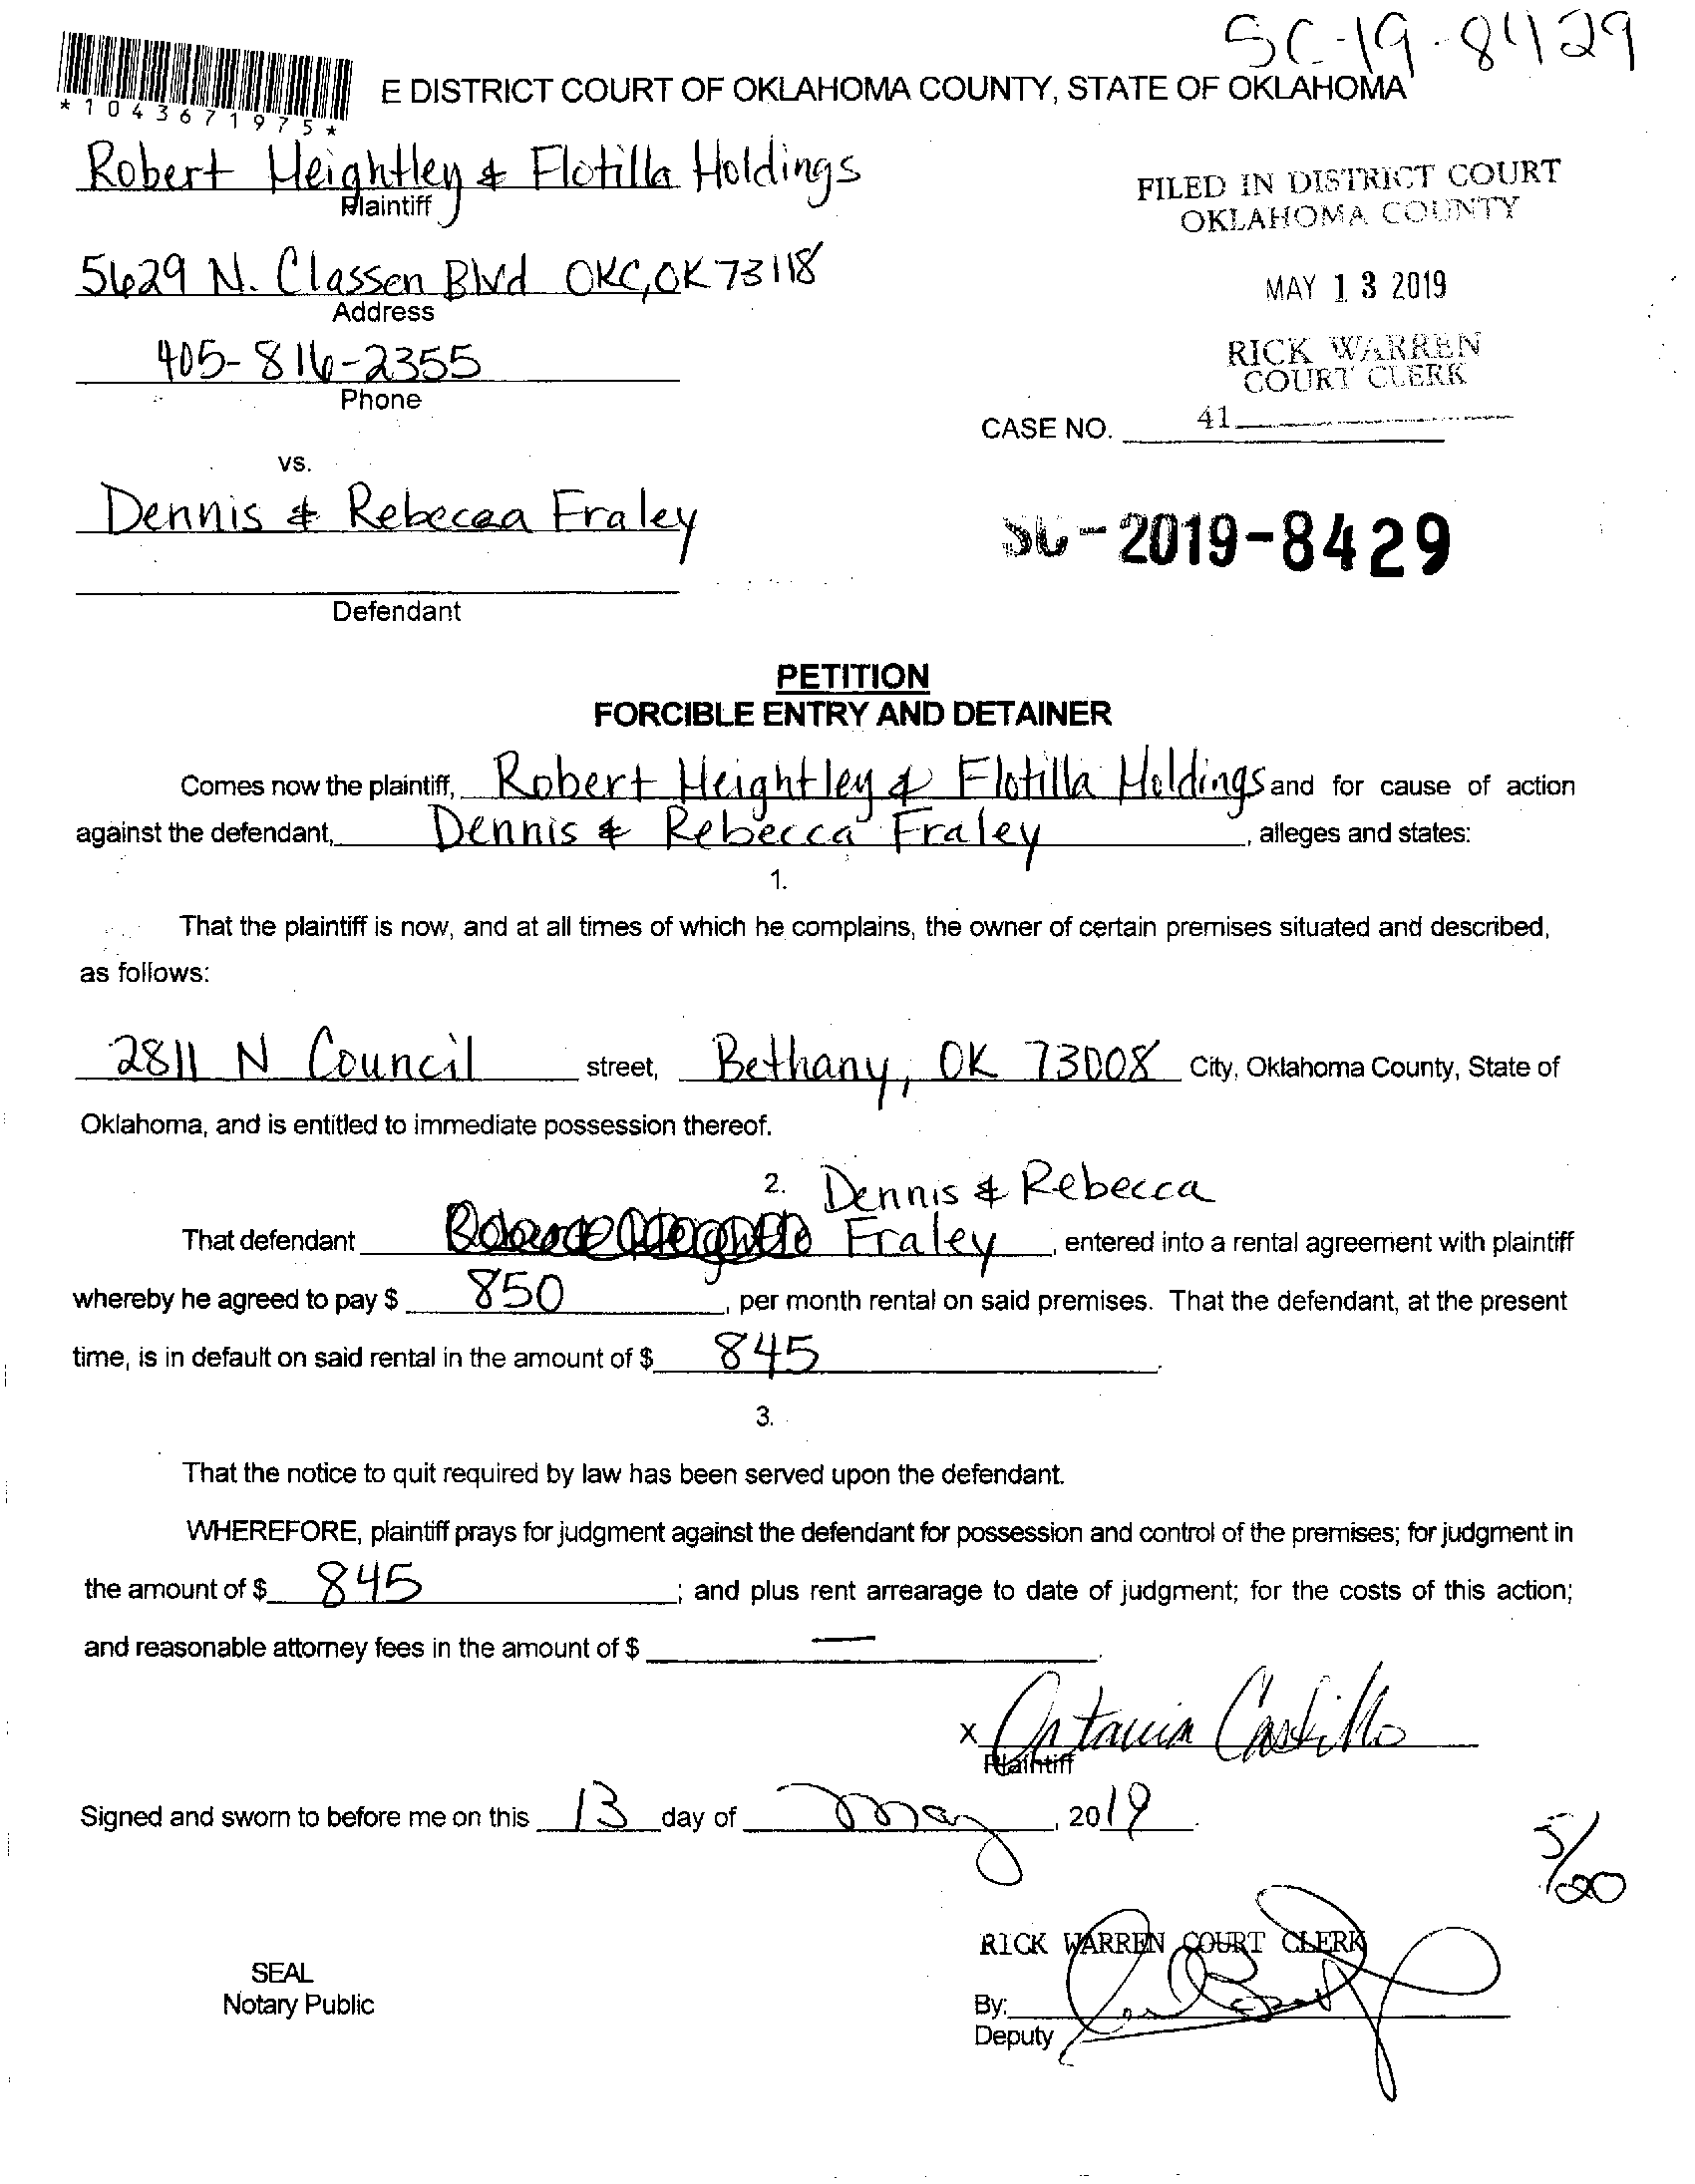 SC-19-8429
*1043671975*
E DISTRICT COURT OF OKLAHOMA COUNTY, STATE OF OKLAHOMA
Robert Heightley & Flotilla Holdings
Plaintiff
FILED IN DISTRICT COURT
OKLAHOMA COUNTY
5629 N. Classen Blvd OKC, OK 73118
Address
MAY 13 2019
405-816-2355
Phone
RICK WARREN
COURT CLERK
CASE NO. 41
vs.
Dennis & Rebecca Fraley
SC-2019-8429
Defendant
PETITION
FORCIBLE ENTRY AND DETAINER
Comes now the plaintiff, Robert Heightley & Flotilla Holdings and for cause of action
against the defendant, Dennis & Rebecca Fraley, alleges and states:
1.
That the plaintiff is now, and at all times of which he complains, the owner of certain premises situated and described,
as follows:
2811 N Council street, Bethany, OK 73008 City, Oklahoma County, State of
Oklahoma, and is entitled to immediate possession thereof.
2. Dennis & Rebecca
That defendant Fraley, entered into a rental agreement with plaintiff
whereby he agreed to pay $ 850, per month rental on said premises. That the defendant, at the present
time, is in default on said rental in the amount of $ 845.
3.
That the notice to quit required by law has been served upon the defendant.
WHEREFORE, plaintiff prays for judgment against the defendant for possession and control of the premises; for judgment in
the amount of $ 845; and plus rent arrearage to date of judgment; for the costs of this action;
and reasonable attorney fees in the amount of $ —.
X Castillo
Plaintiff
Signed and sworn to before me on this 13 day of May, 2019.
5/20
RICK WARREN COURT CLERK
SEAL
Notary Public
By:
Deputy